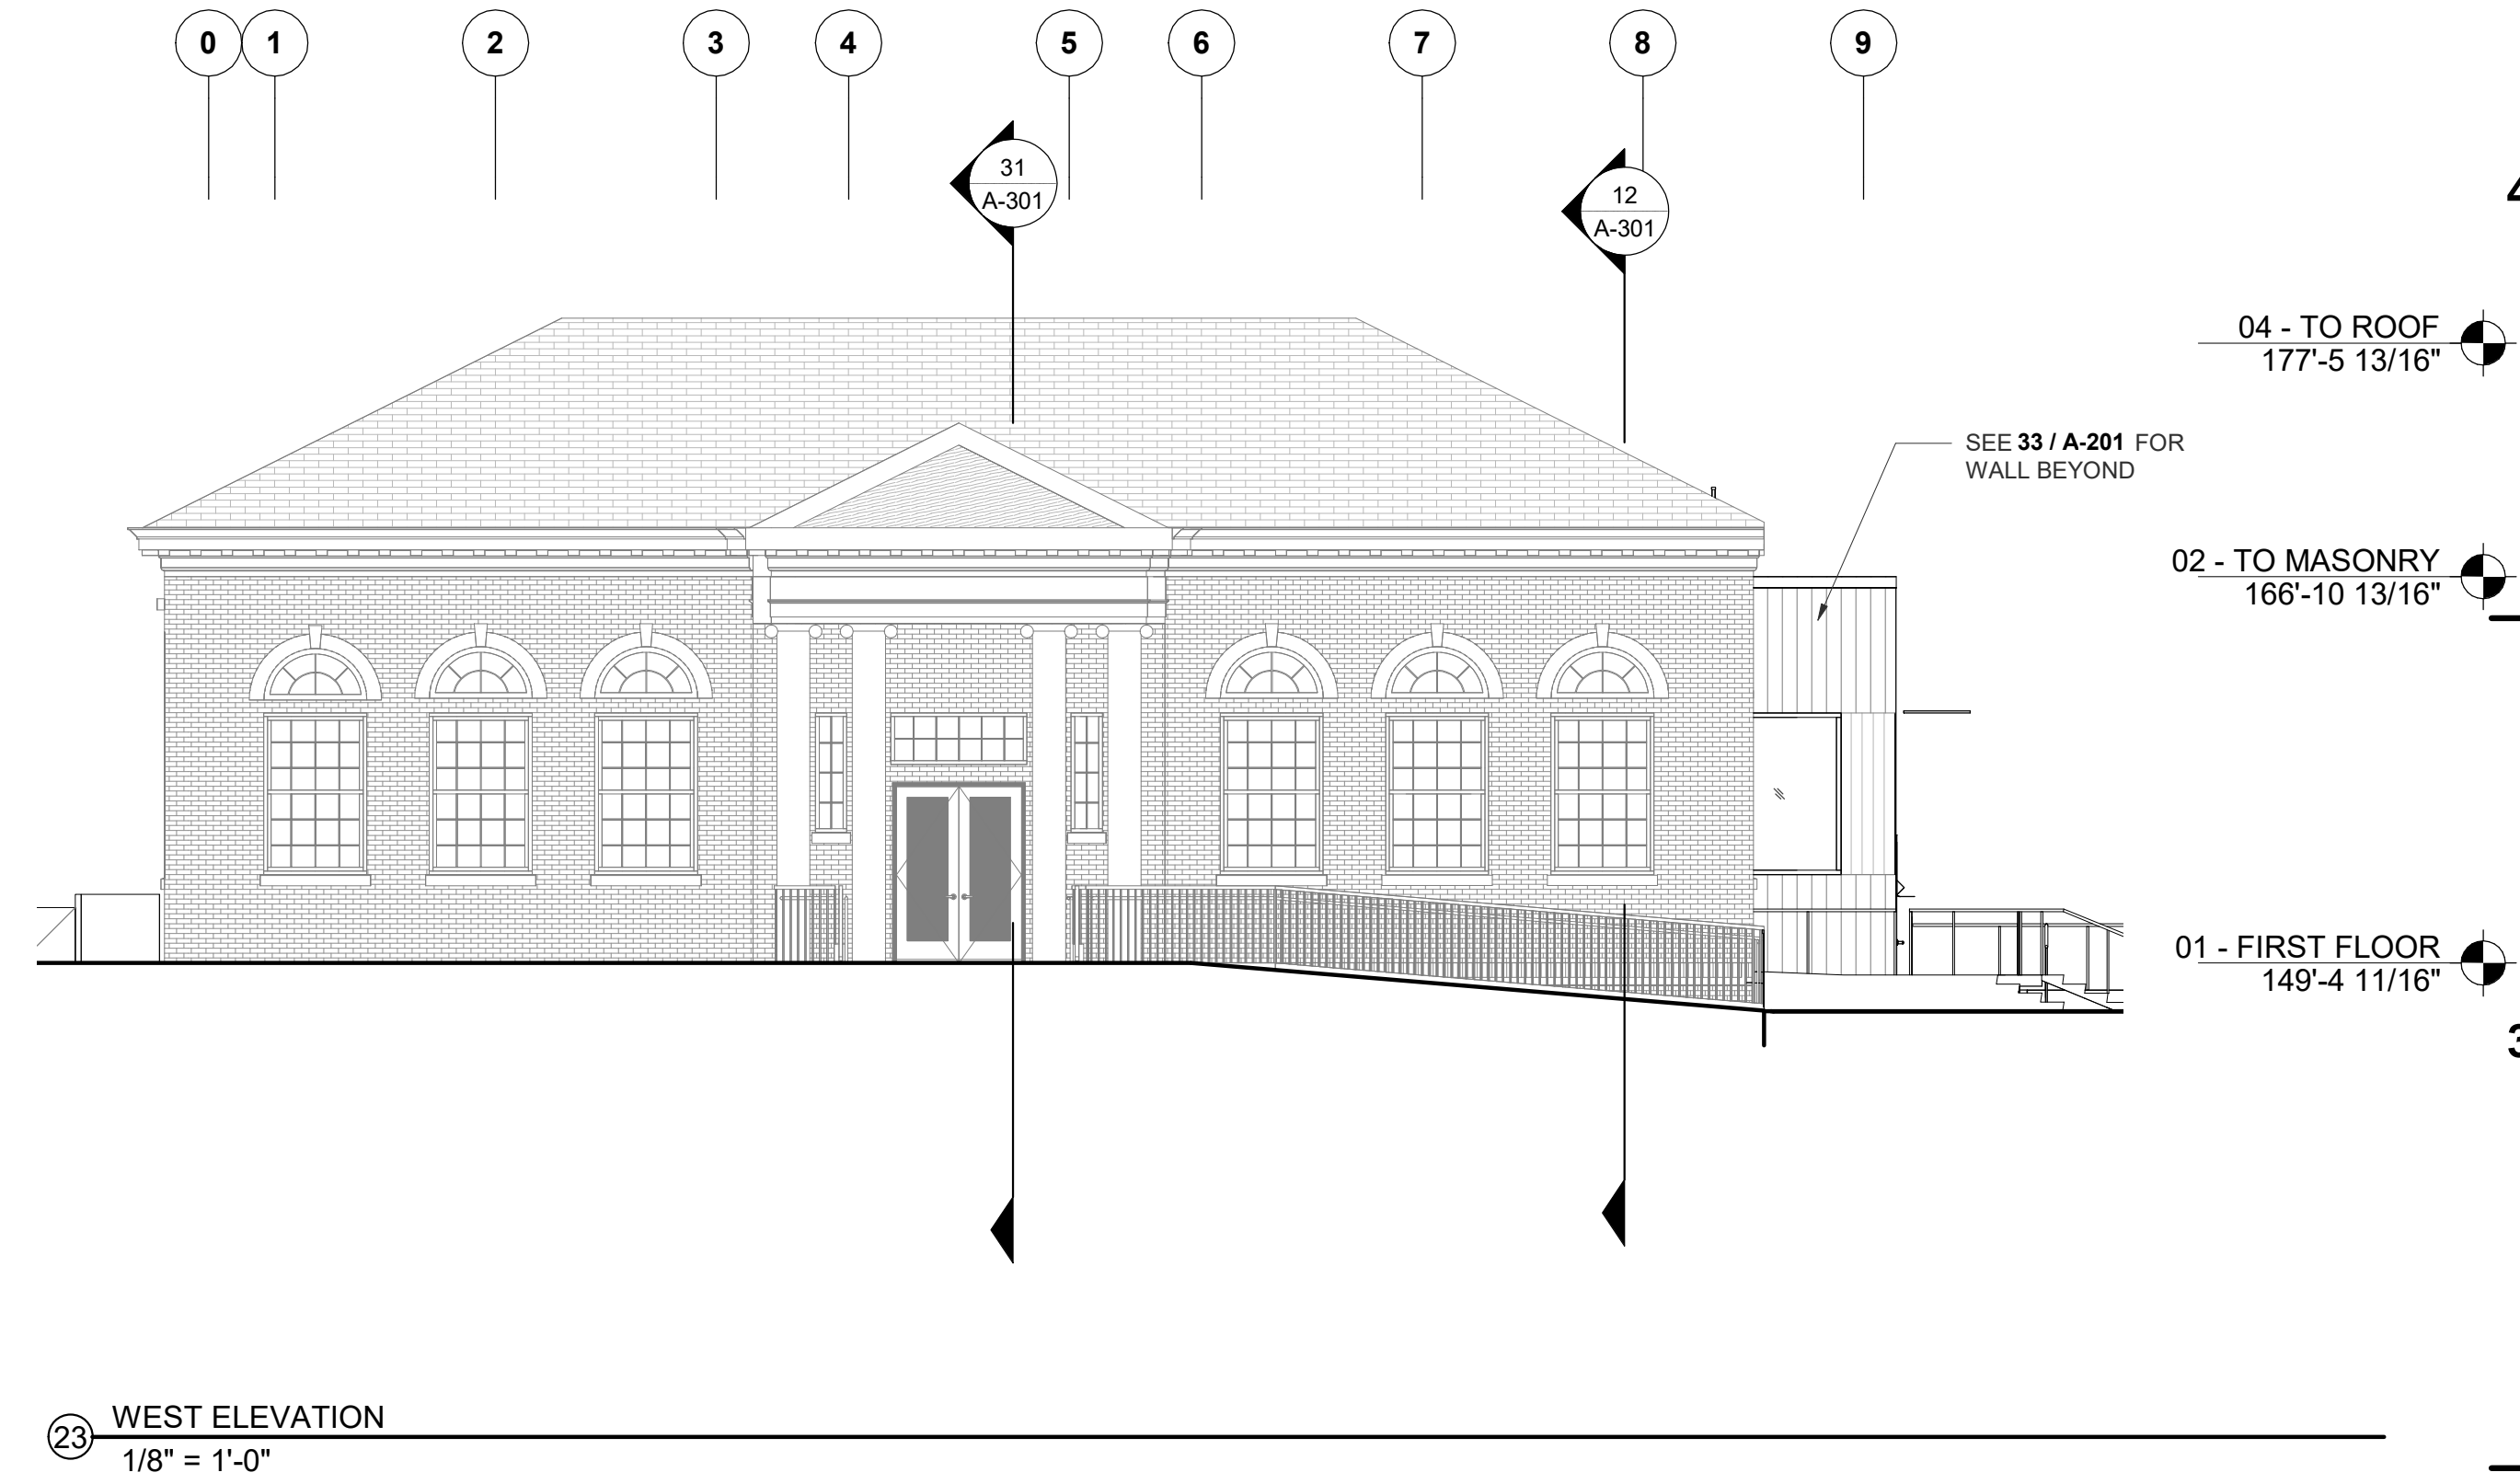 0 1 2 3 4 5 6 7 8 9
31
A-301
12
A-301
4
04 - TO ROOF
177'-5 13/16"
SEE 33 / A-201 FOR
WALL BEYOND
02 - TO MASONRY
166'-10 13/16"
01 - FIRST FLOOR
149'-4 11/16"
3
23 WEST ELEVATION
1/8" = 1'-0"